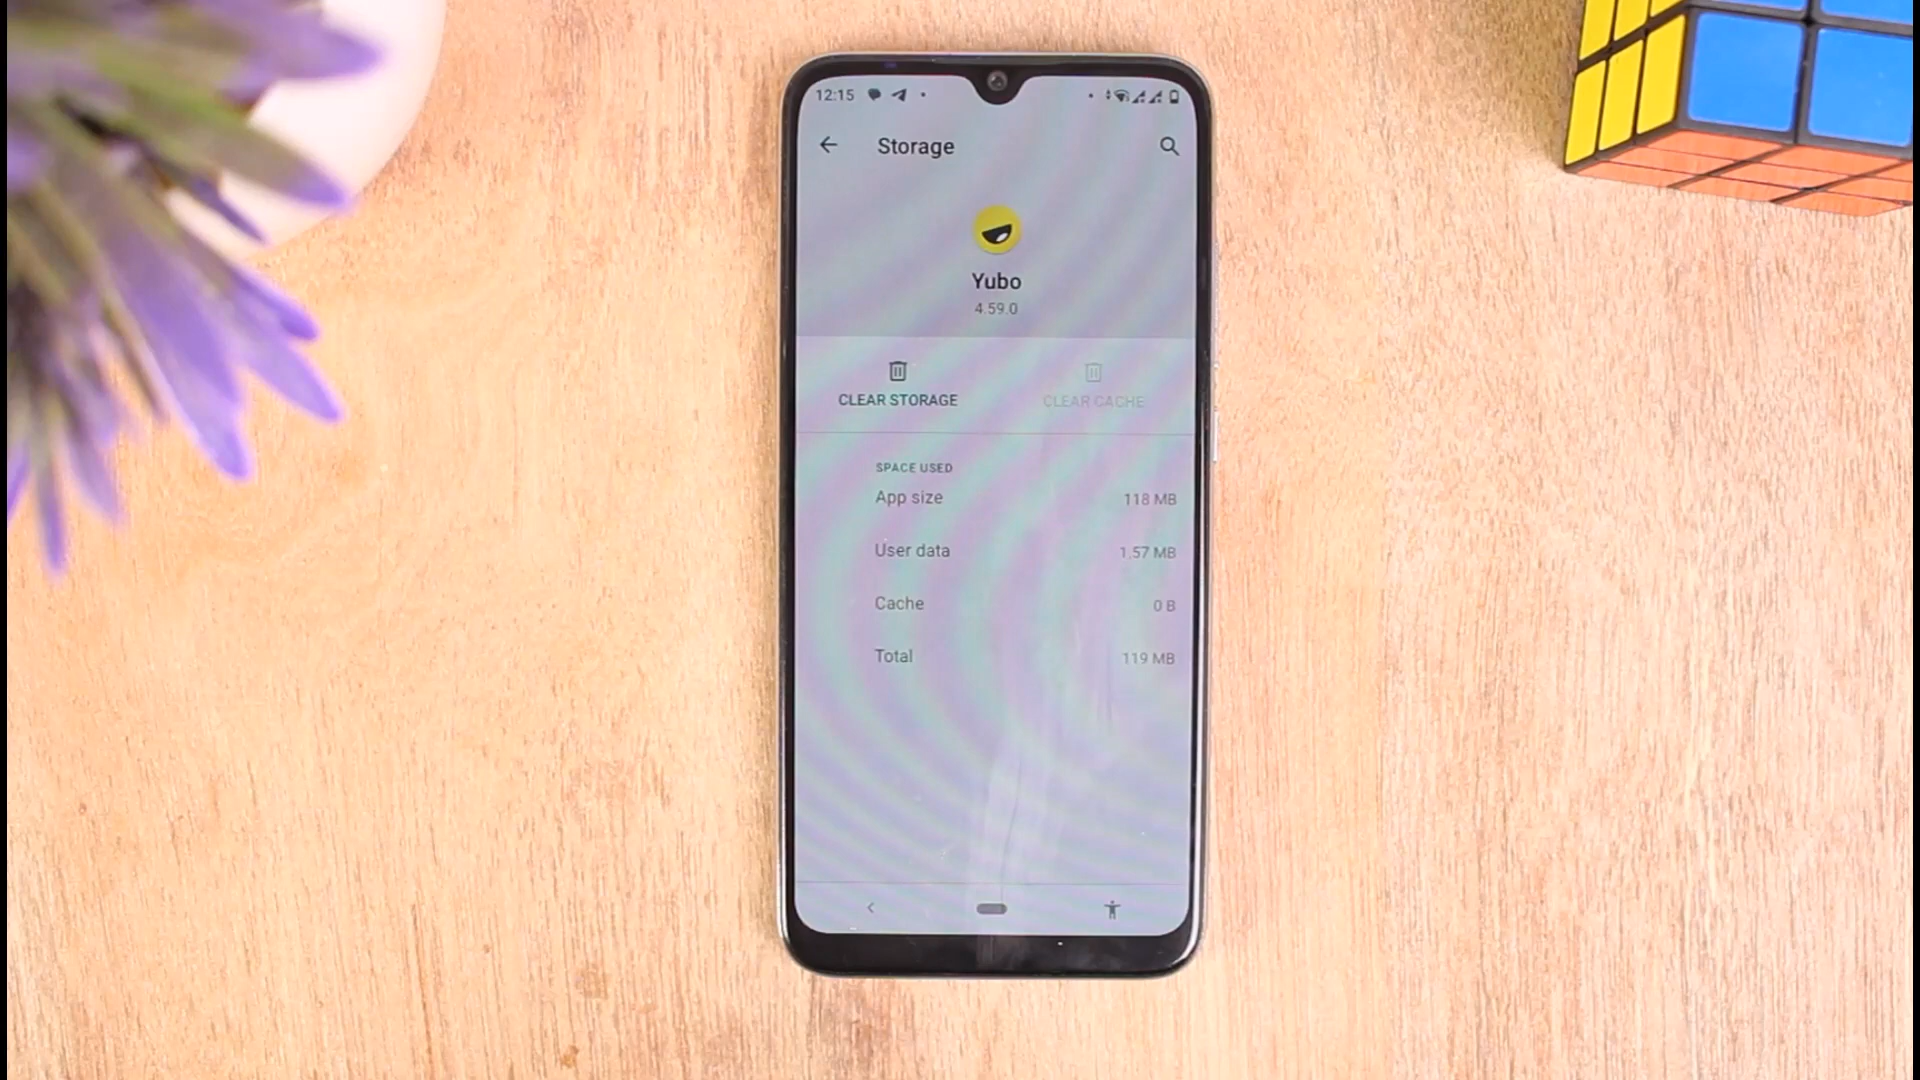 12:15
Storage
Yubo
4.59.0
CLEAR STORAGE
CLEAR CACHE
SPACE USED
App size 118 MB
User data 1.57 MB
Cache 0 B
Total 119 MB